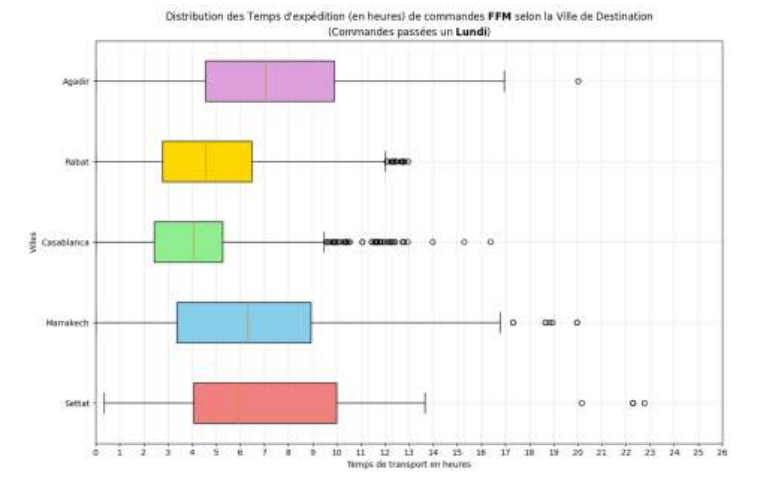 Distribution des Temps d'expédition (en heures) de commandes FFM selon la Ville de Destination
(Commandes passées un Lundi)
Agadir
Rabat
Casablanca
Villes
Marrakech
Settat
0 1 2 3 4 5 6 7 8 9 10 11 12 13 14 15 16 17 18 19 20 21 22 23 24 25 26
Temps de transport en heures